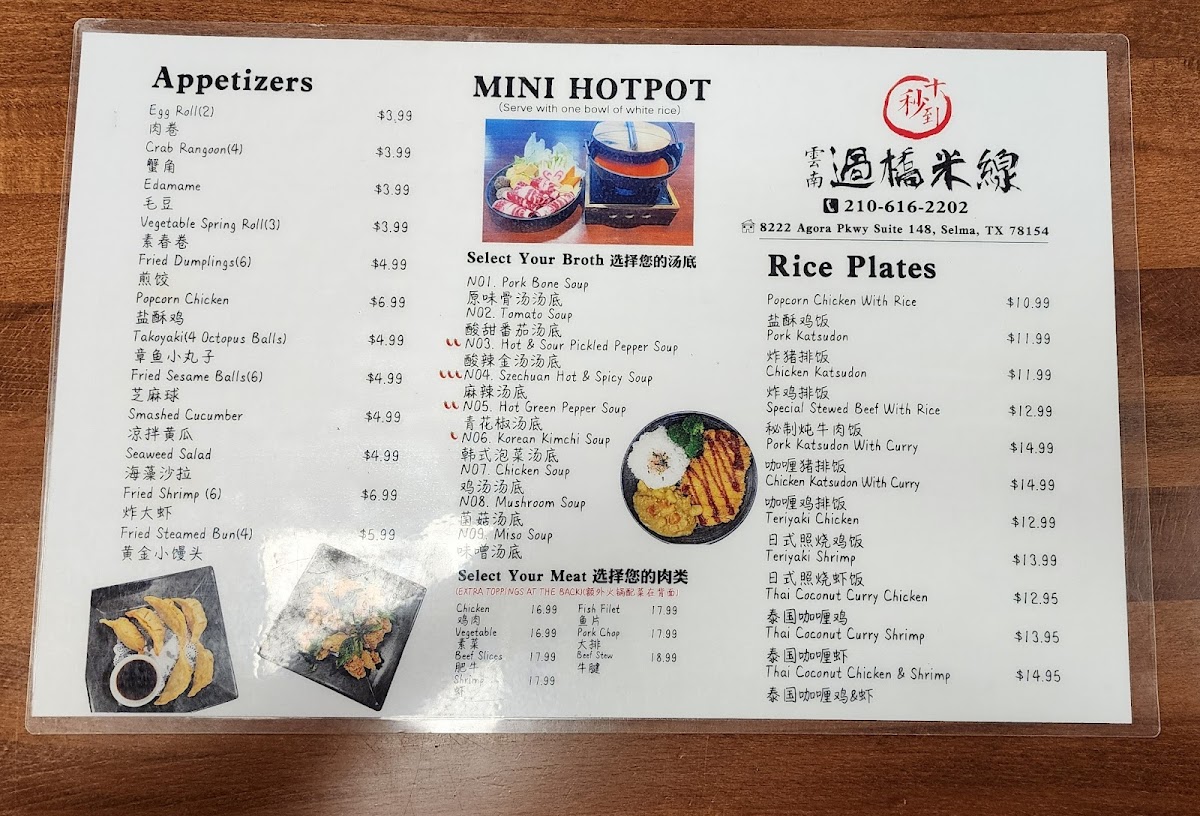 Appetizers
Egg Roll(2) $3.99
肉卷
Crab Rangoon(4) $3.99
蟹角
Edamame $3.99
毛豆
Vegetable Spring Roll(3) $3.99
素春卷
Fried Dumplings(6) $4.99
煎饺
Popcorn Chicken $6.99
盐酥鸡
Takoyaki(4 Octopus Balls) $4.99
章鱼小丸子
Fried Sesame Balls(6) $4.99
芝麻球
Smashed Cucumber $4.99
凉拌黄瓜
Seaweed Salad $4.99
海藻沙拉
Fried Shrimp (6) $6.99
炸大虾
Fried Steamed Bun(4) $5.99
黄金小馒头
MINI HOTPOT
(Serve with one bowl of white rice)
Select Your Broth 选择您的汤底
N01. Pork Bone Soup
原味骨汤汤底
N02. Tomato Soup
酸甜番茄汤底
N03. Hot & Sour Pickled Pepper Soup
酸辣金汤汤底
N04. Szechuan Hot & Spicy Soup
麻辣汤底
N05. Hot Green Pepper Soup
青花椒汤底
N06. Korean Kimchi Soup
韩式泡菜汤底
N07. Chicken Soup
鸡汤汤底
N08. Mushroom Soup
菌菇汤底
N09. Miso Soup
味噌汤底
Select Your Meat 选择您的肉类
(EXTRA TOPPINGS AT THE BACK)(额外火锅配菜在背面)
Chicken 16.99
鸡肉
Vegetable 16.99
素菜
Beef Slices 17.99
肥牛
Shrimp 17.99
虾
Fish Filet 17.99
鱼片
Pork Chop 17.99
大排
Beef Stew 18.99
牛腱
十秒到
雲南過橋米線
210-616-2202
8222 Agora Pkwy Suite 148, Selma, TX 78154
Rice Plates
Popcorn Chicken With Rice $10.99
盐酥鸡饭
Pork Katsudon $11.99
炸猪排饭
Chicken Katsudon $11.99
炸鸡排饭
Special Stewed Beef With Rice $12.99
秘制炖牛肉饭
Pork Katsudon With Curry $14.99
咖喱猪排饭
Chicken Katsudon With Curry $14.99
咖喱鸡排饭
Teriyaki Chicken $12.99
日式照烧鸡饭
Teriyaki Shrimp $13.99
日式照烧虾饭
Thai Coconut Curry Chicken $12.95
泰国咖喱鸡
Thai Coconut Curry Shrimp $13.95
泰国咖喱虾
Thai Coconut Chicken & Shrimp $14.95
泰国咖喱鸡&虾